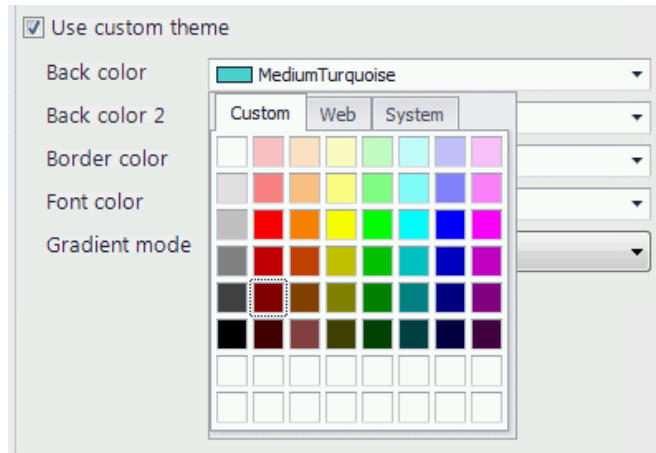 Use custom theme
Back color
MediumTurquoise
Back color 2
Custom
Web
System
Border color
Font color
Gradient mode